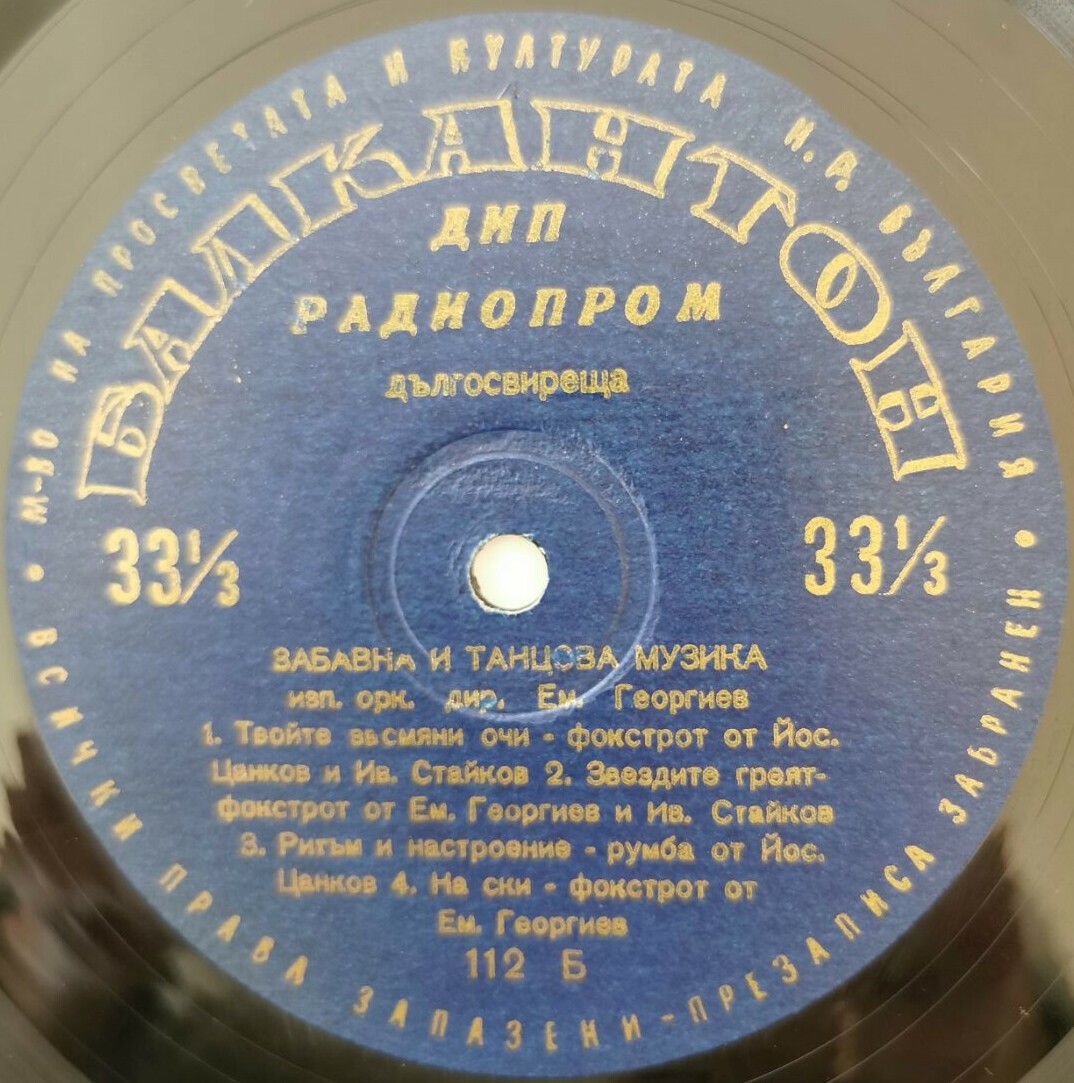 М-ВО НА ПРОСВЕТАТА И КУЛТУРАТА Н.Р. БЪЛГАРИЯ
БАЛКАНТОН
ДИП
РАДИОПРОМ
дългосвиреща
33⅓ 33⅓
ЗАБАВНА И ТАНЦОВА МУЗИКА
изп. орк. дир. Ем. Георгиев
1. Твойте засмяни очи - фокстрот от Йос.
Цанков и Ив. Стайков 2. Звездите греят-
фокстрот от Ем. Георгиев и Ив. Стайков
3. Ритъм и настроение - румба от Йос.
Цанков 4. На ски - фокстрот от
Ем. Георгиев
112 Б
• ВСИЧКИ ПРАВА ЗАПАЗЕНИ - ПРЕЗАПИСА ЗАБРАНЕН •